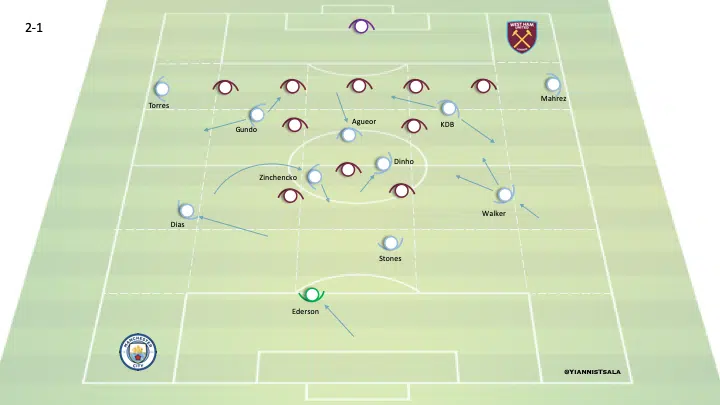 2-1
WEST HAM
UNITED
Torres
Mahrez
Gundo
Agueor
KDB
Dinho
Zinchencko
Dias
Walker
Stones
Ederson
MANCHESTER
CITY
@YIANNISTSALA